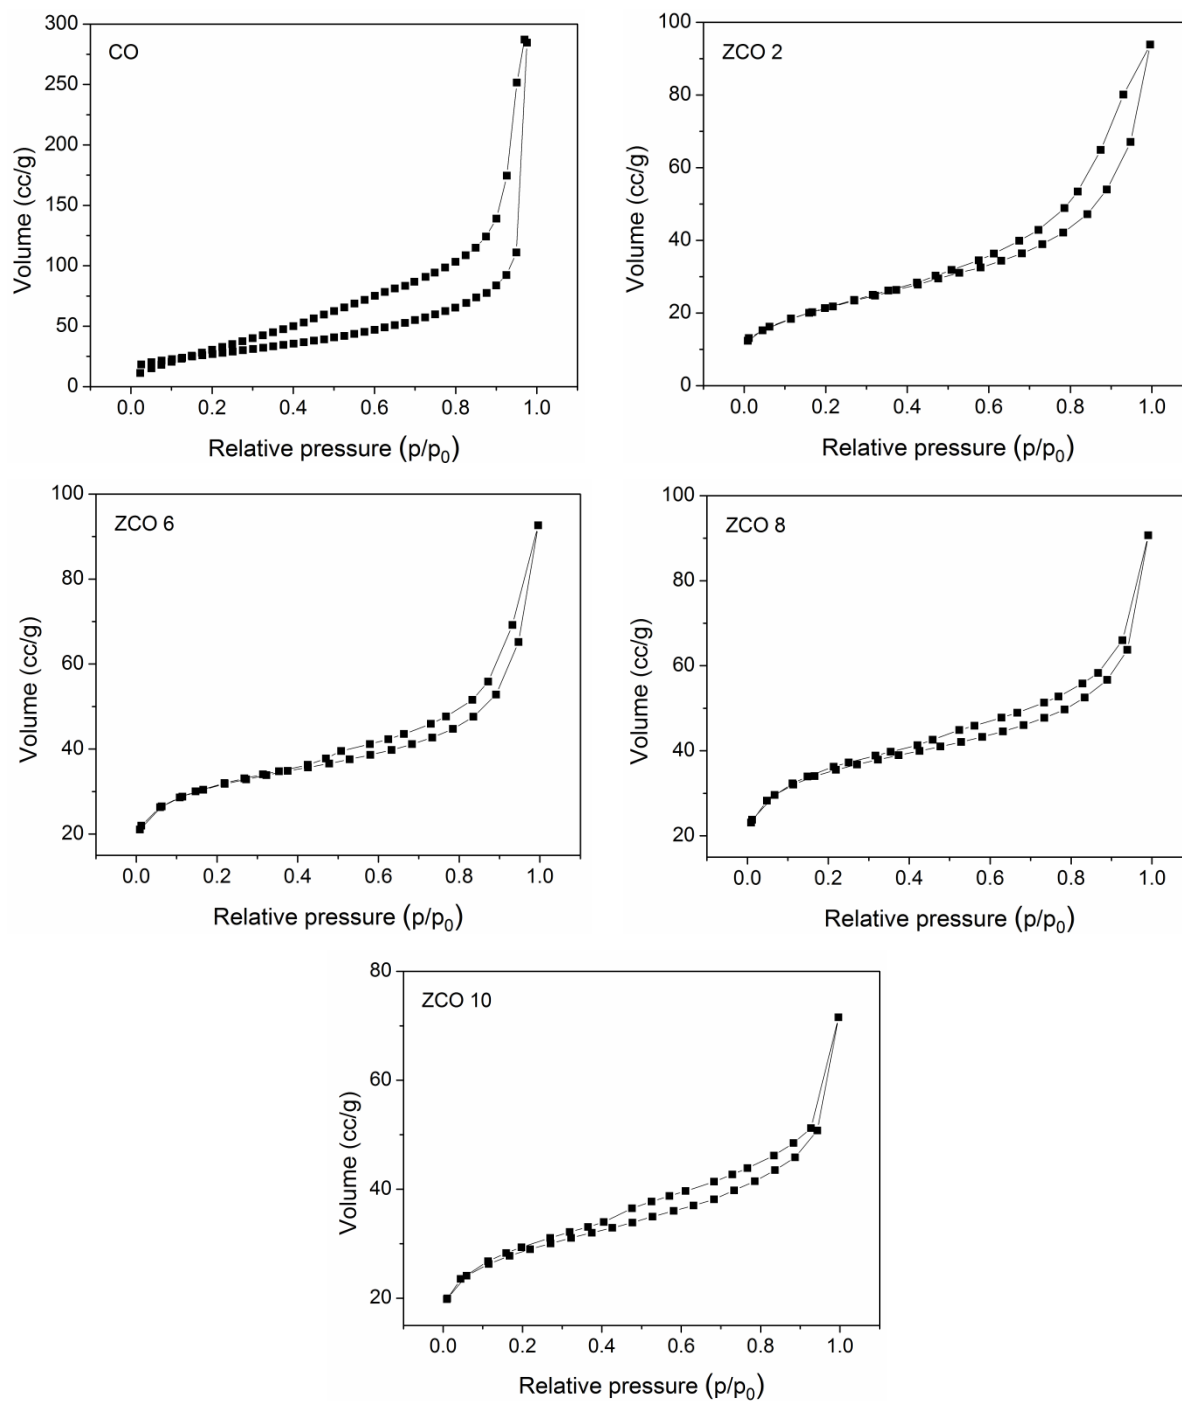 CO
300
250
200
150
100
50
0
Volume (cc/g)
0.0 0.2 0.4 0.6 0.8 1.0
Relative pressure (p/p0)
ZCO 2
100
80
60
40
20
0
Volume (cc/g)
0.0 0.2 0.4 0.6 0.8 1.0
Relative pressure (p/p0)
ZCO 6
100
80
60
40
20
Volume (cc/g)
0.0 0.2 0.4 0.6 0.8 1.0
Relative pressure (p/p0)
ZCO 8
100
80
60
40
20
Volume (cc/g)
0.0 0.2 0.4 0.6 0.8 1.0
Relative pressure (p/p0)
ZCO 10
80
60
40
20
Volume (cc/g)
0.0 0.2 0.4 0.6 0.8 1.0
Relative pressure (p/p0)